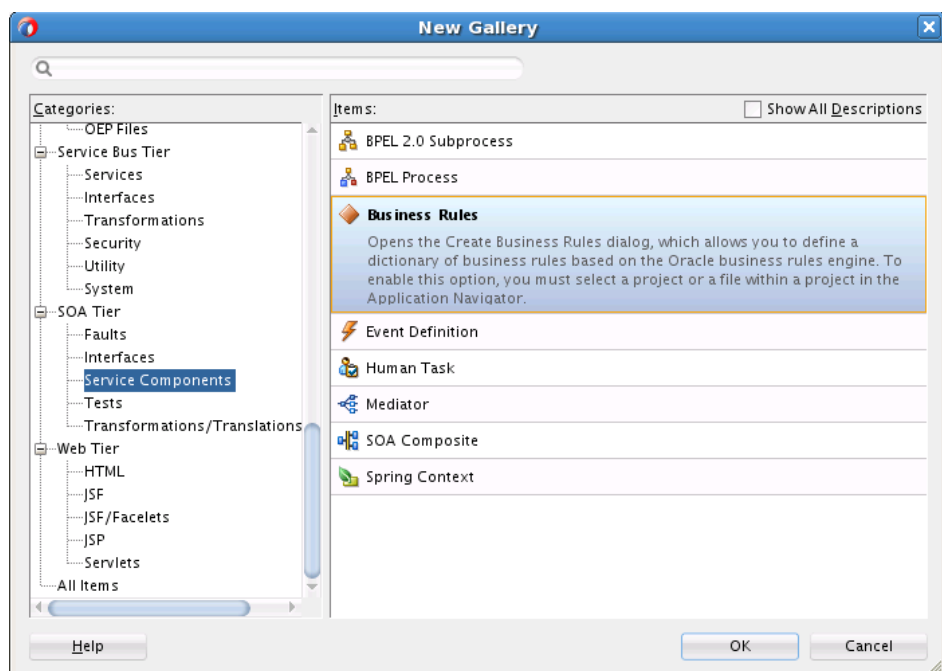 New Gallery
Categories:
OEP Files
Service Bus Tier
Services
Interfaces
Transformations
Security
Utility
System
SOA Tier
Faults
Interfaces
Service Components
Tests
Transformations/Translations
Web Tier
HTML
JSF
JSF/Facelets
JSP
Servlets
All Items
Items:
Show All Descriptions
BPEL 2.0 Subprocess
BPEL Process
Business Rules
Opens the Create Business Rules dialog, which allows you to define a
dictionary of business rules based on the Oracle business rules engine. To
enable this option, you must select a project or a file within a project in the
Application Navigator.
Event Definition
Human Task
Mediator
SOA Composite
Spring Context
Help
OK
Cancel